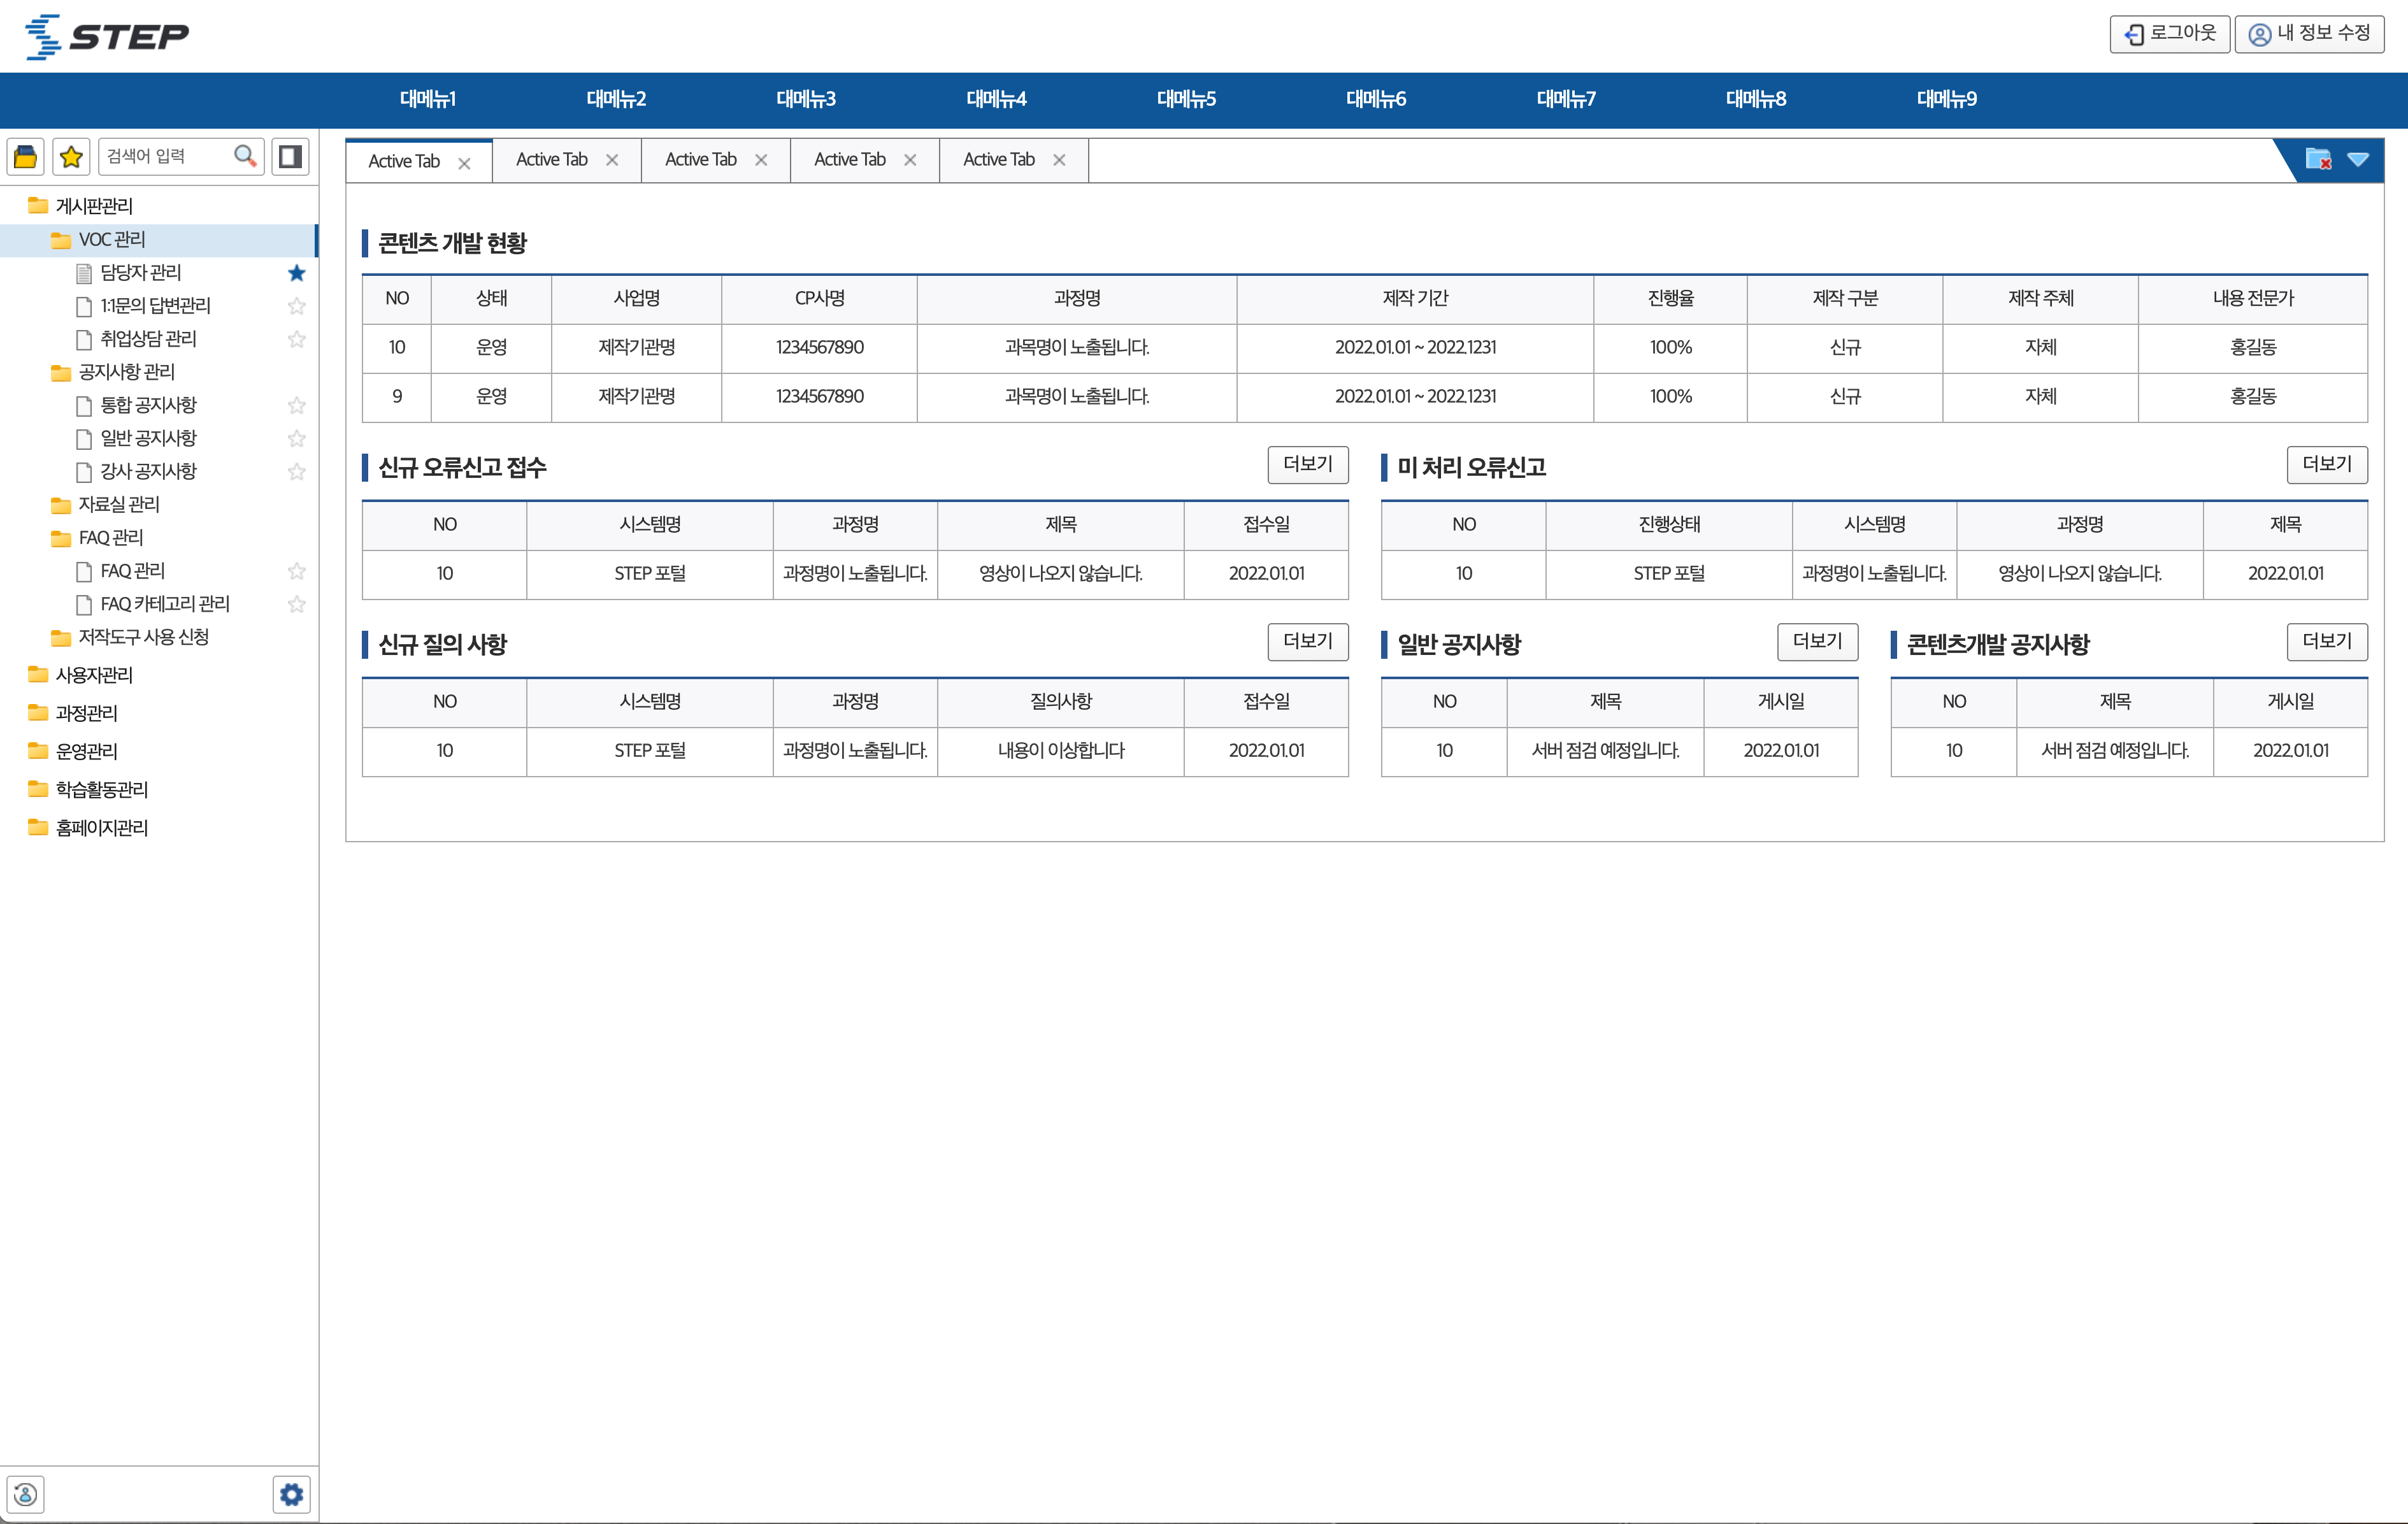 STEP
로그아웃 내 정보 수정
대메뉴1 대메뉴2 대메뉴3 대메뉴4 대메뉴5 대메뉴6 대메뉴7 대메뉴8 대메뉴9
검색어 입력
게시판관리
VOC 관리
담당자 관리
1:1문의 답변관리
취업상담 관리
공지사항 관리
통합 공지사항
일반 공지사항
강사 공지사항
자료실 관리
FAQ 관리
FAQ 관리
FAQ 카테고리 관리
저작도구 사용 신청
사용자관리
과정관리
운영관리
학습활동관리
홈페이지관리
Active Tab Active Tab Active Tab Active Tab Active Tab
콘텐츠 개발 현황
NO 상태 사업명 CP사명 과정명 제작 기간 진행율 제작 구분 제작 주체 내용 전문가
10 운영 제작기관명 1234567890 과목명이 노출됩니다. 2022.01.01 ~ 2022.1231 100% 신규 자체 홍길동
9 운영 제작기관명 1234567890 과목명이 노출됩니다. 2022.01.01 ~ 2022.1231 100% 신규 자체 홍길동
신규 오류신고 접수 더보기
NO 시스템명 과정명 제목 접수일
10 STEP 포털 과정명이 노출됩니다. 영상이 나오지 않습니다. 2022.01.01
미 처리 오류신고 더보기
NO 진행상태 시스템명 과정명 제목
10 STEP 포털 과정명이 노출됩니다. 영상이 나오지 않습니다. 2022.01.01
신규 질의 사항 더보기
NO 시스템명 과정명 질의사항 접수일
10 STEP 포털 과정명이 노출됩니다. 내용이 이상합니다 2022.01.01
일반 공지사항 더보기
NO 제목 게시일
10 서버 점검 예정입니다. 2022.01.01
콘텐츠개발 공지사항 더보기
NO 제목 게시일
10 서버 점검 예정입니다. 2022.01.01